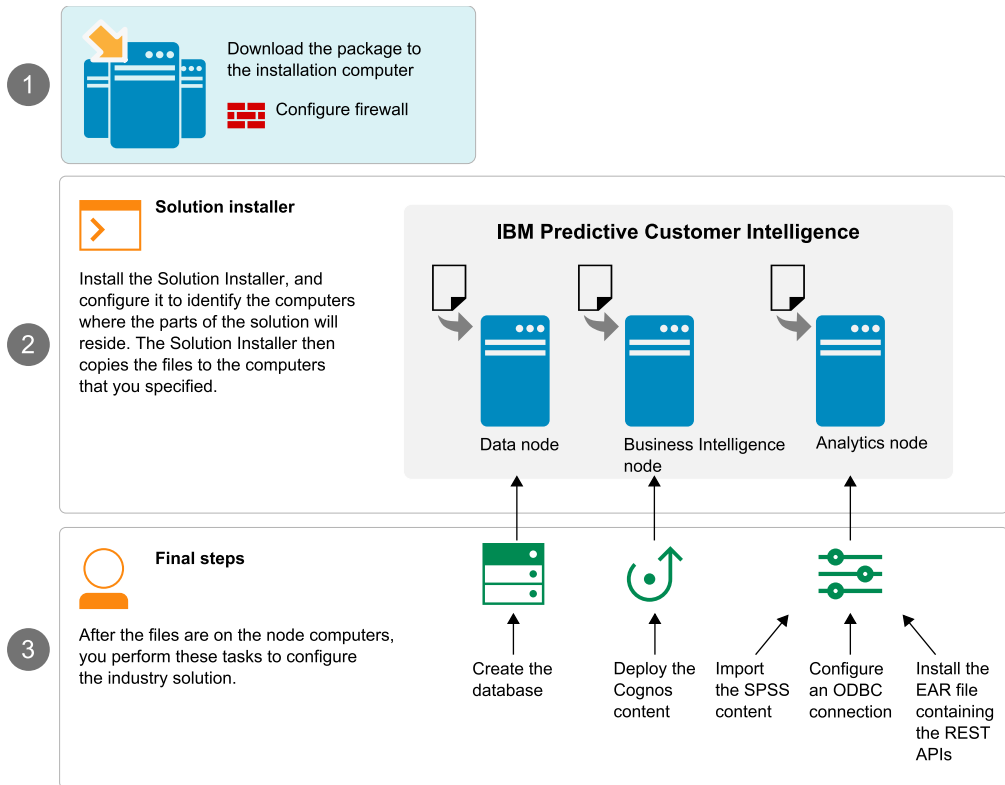 1
Download the package to
the installation computer
Configure firewall
2
Solution installer
Install the Solution Installer, and
configure it to identify the computers
where the parts of the solution will
reside. The Solution Installer then
copies the files to the computers
that you specified.
IBM Predictive Customer Intelligence
Data node
Business Intelligence
node
Analytics node
3
Final steps
After the files are on the node computers,
you perform these tasks to configure
the industry solution.
Create the
database
Deploy the
Cognos
content
Import
the SPSS
content
Configure
an ODBC
connection
Install the
EAR file
containing
the REST
APIs